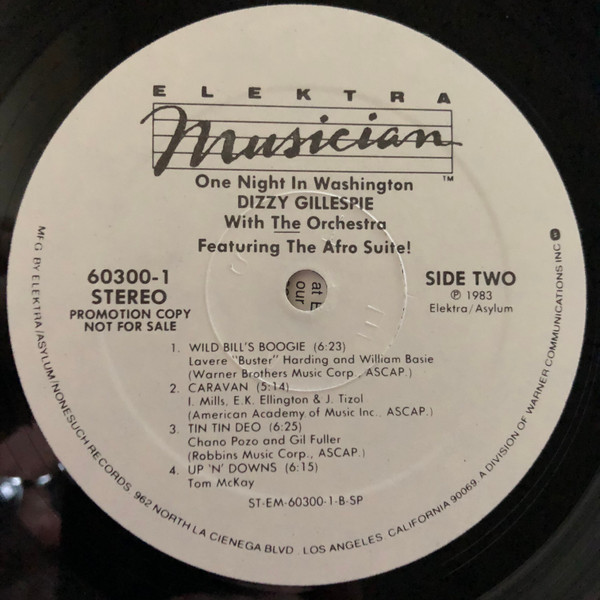 ELEKTRA
Musician
TM
One Night In Washington
DIZZY GILLESPIE
With The Orchestra
Featuring The Afro Suite!
60300-1
STEREO
PROMOTION COPY
NOT FOR SALE
SIDE TWO
℗ 1983
Elektra/Asylum
at
our
1. WILD BILL'S BOOGIE (6:23)
Lavere "Buster" Harding and William Basie
(Warner Brothers Music Corp., ASCAP.)
2. CARAVAN (5:14)
I. Mills, E.K. Ellington & J. Tizol
(American Academy of Music Inc., ASCAP.)
3. TIN TIN DEO (6:25)
Chano Pozo and Gil Fuller
(Robbins Music Corp., ASCAP.)
4. UP 'N' DOWNS (6:15)
Tom McKay
ST-EM-60300-1-B-SP
MFG BY ELEKTRA/ASYLUM/NONESUCH RECORDS. 962 NORTH LA CIENEGA BLVD. LOS ANGELES. CALIFORNIA 90069. A DIVISION OF WARNER COMMUNICATIONS INC